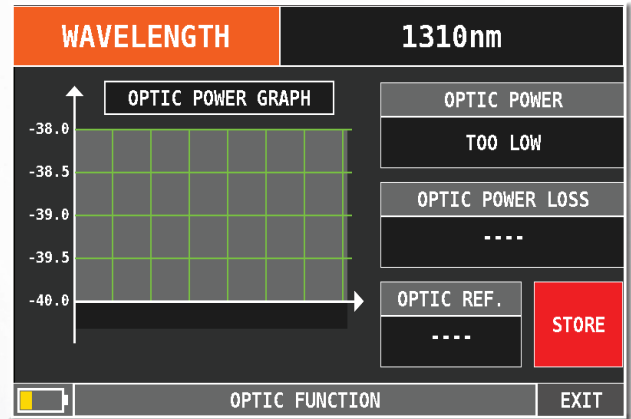 WAVELENGTH
1310nm
OPTIC POWER GRAPH
-38.0
-38.5
-39.0
-39.5
-40.0
OPTIC POWER
TOO LOW
OPTIC POWER LOSS
----
OPTIC REF.
----
STORE
OPTIC FUNCTION
EXIT